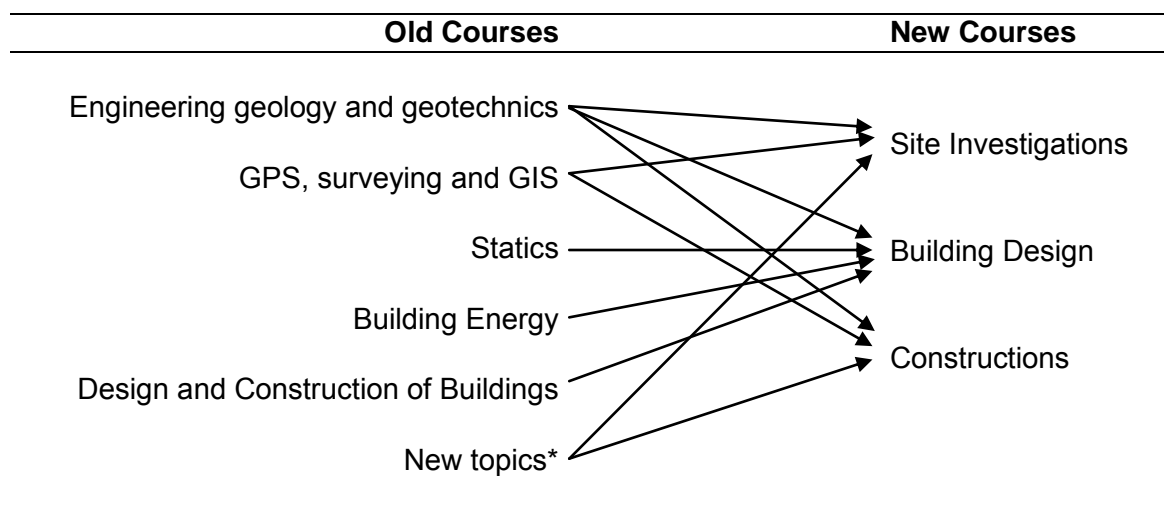 Old Courses New Courses
Engineering geology and geotechnics
Site Investigations
GPS, surveying and GIS
Statics
Building Design
Building Energy
Constructions
Design and Construction of Buildings
New topics*